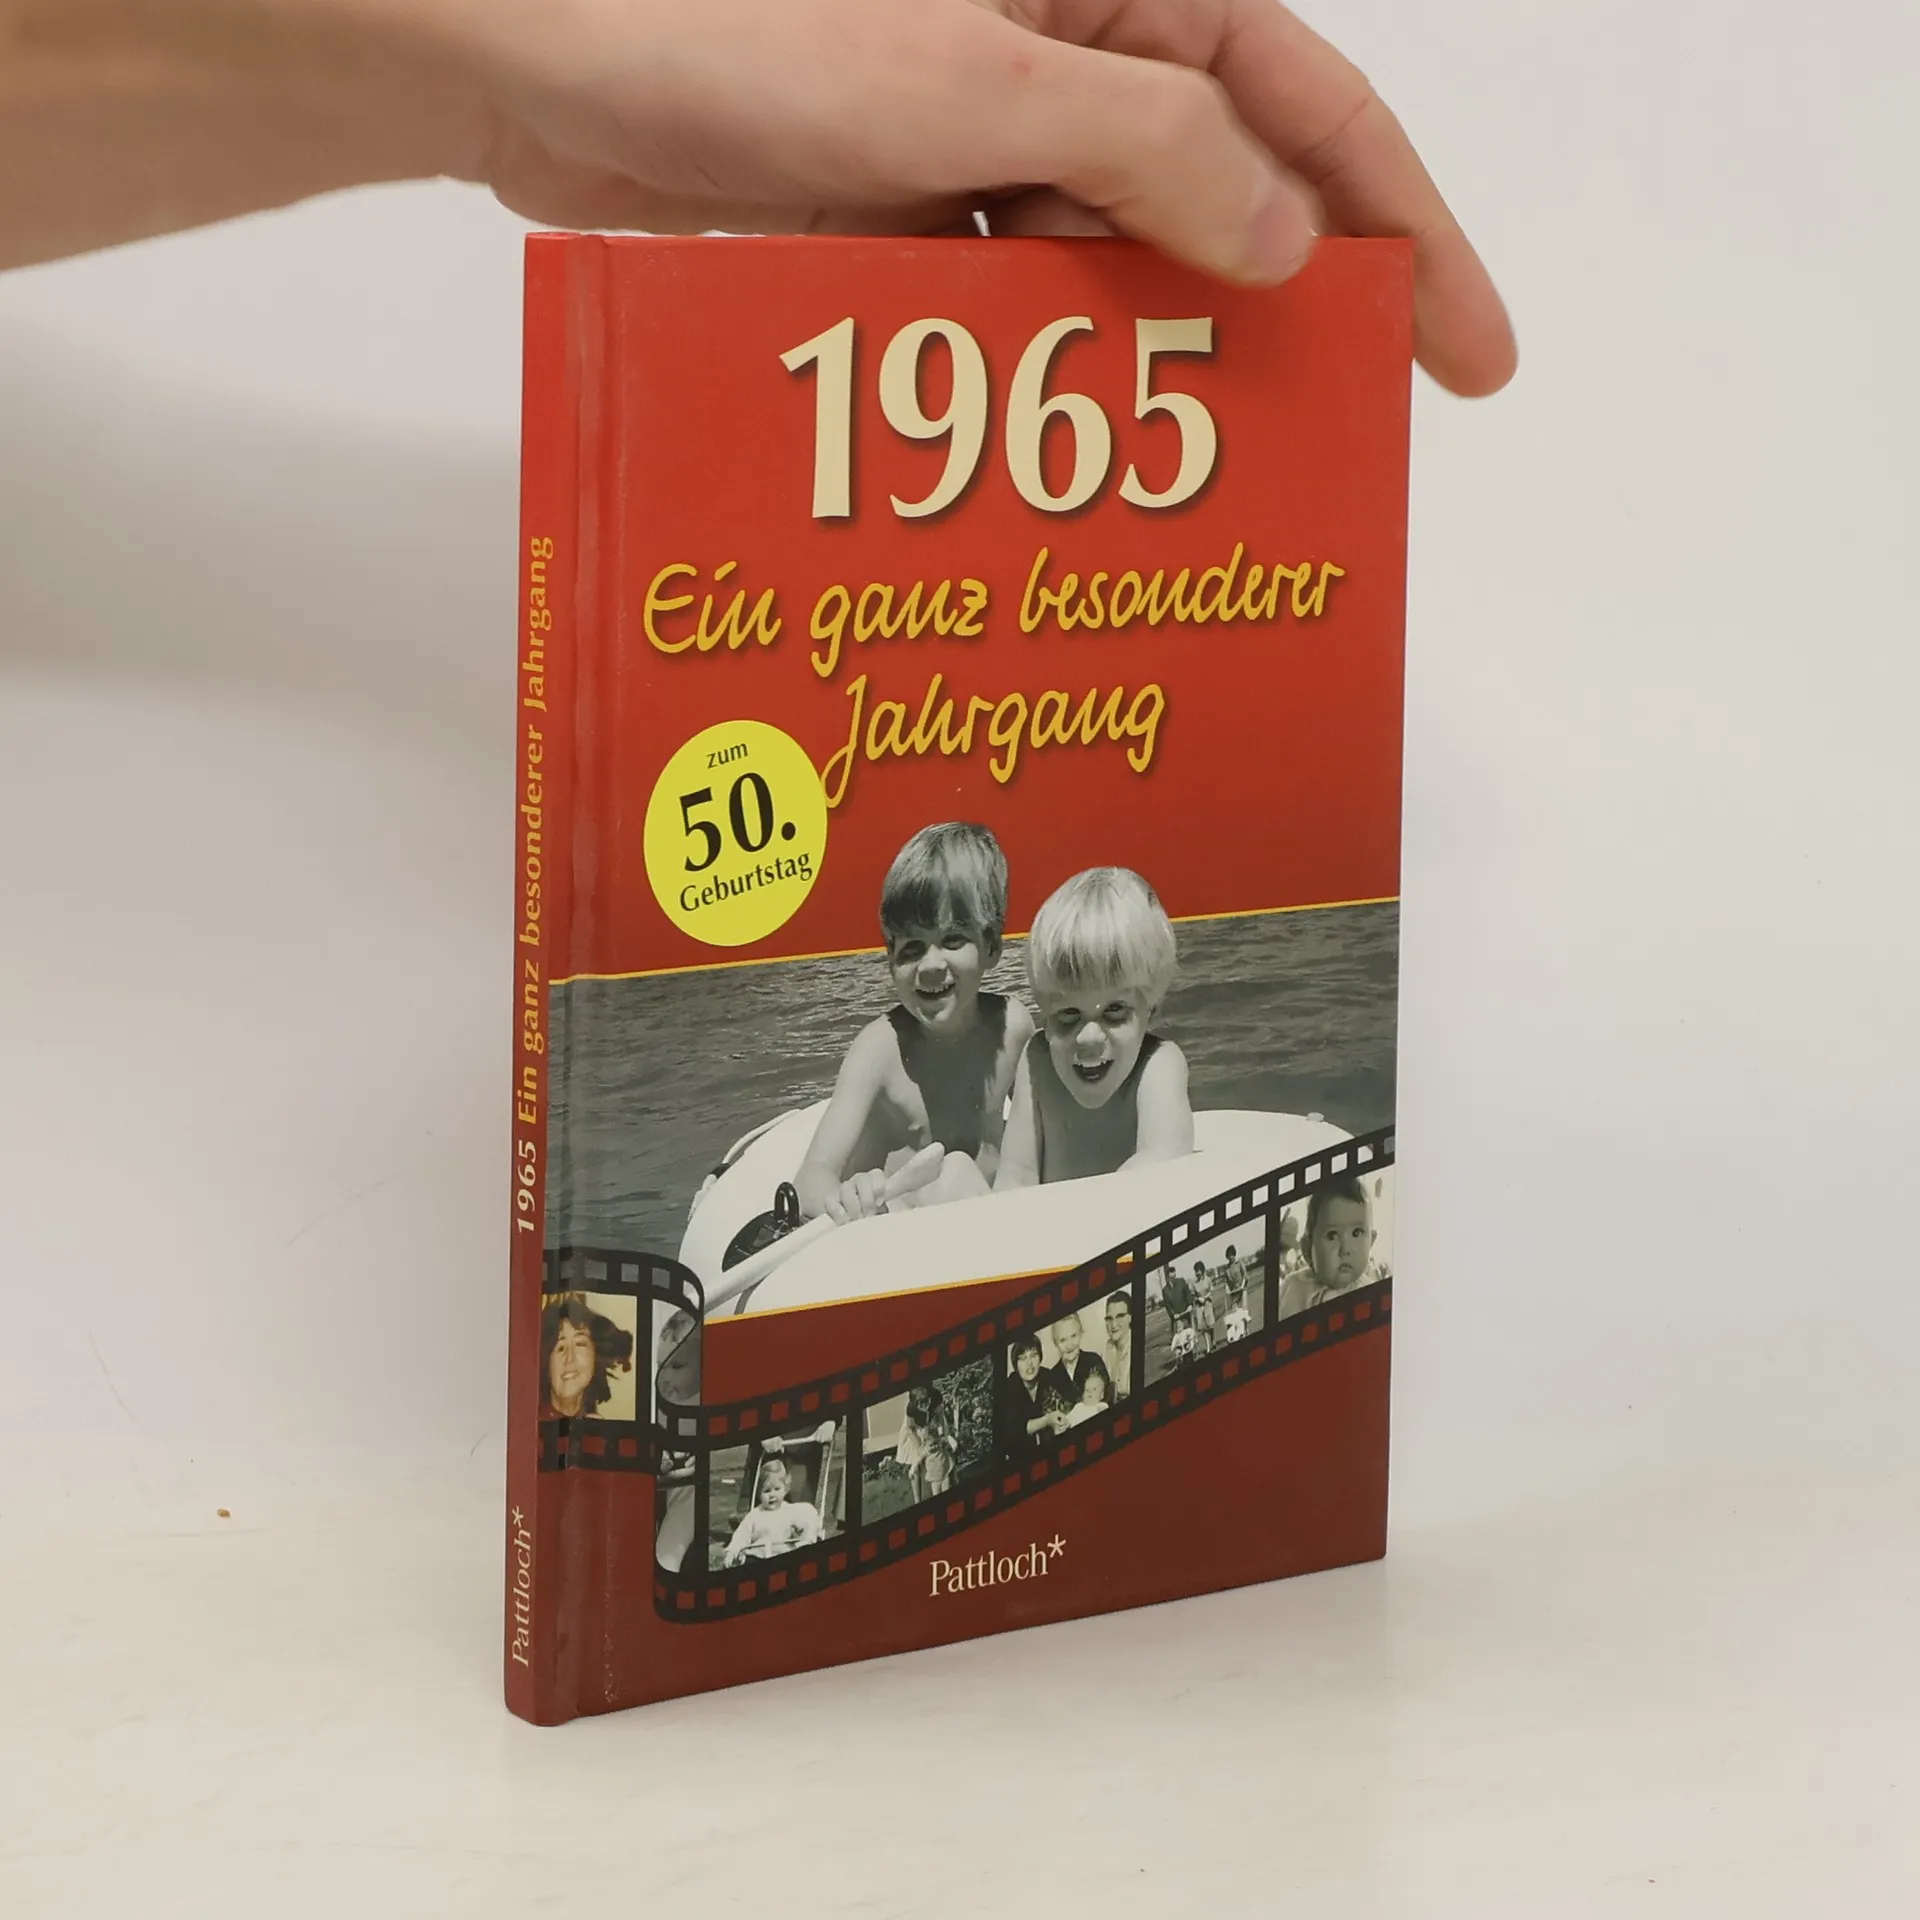 1965
Ein ganz besonderer
Jahrgang
zum
50.
Geburtstag
Pattloch*
1965 Ein ganz besonderer Jahrgang
Pattloch*